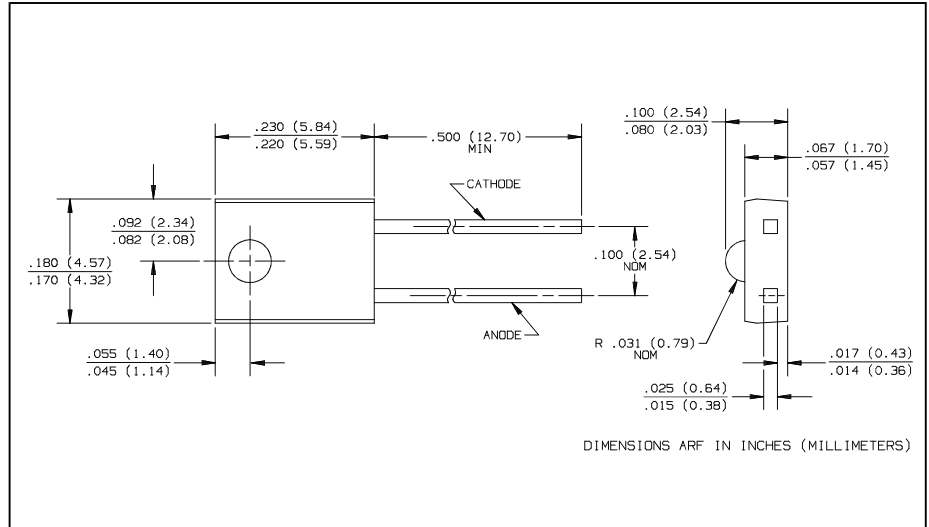 .100 (2.54)
.080 (2.03)
.230 (5.84)
.220 (5.59)
.500 (12.70)
MIN
.067 (1.70)
.057 (1.45)
CATHODE
.092 (2.34)
.082 (2.08)
.180 (4.57)
.170 (4.32)
.100 (2.54)
NOM
ANODE
R .031 (0.79)
NOM
.055 (1.40)
.045 (1.14)
.017 (0.43)
.014 (0.36)
.025 (0.64)
.015 (0.38)
DIMENSIONS ARF IN INCHES (MILLIMETERS)